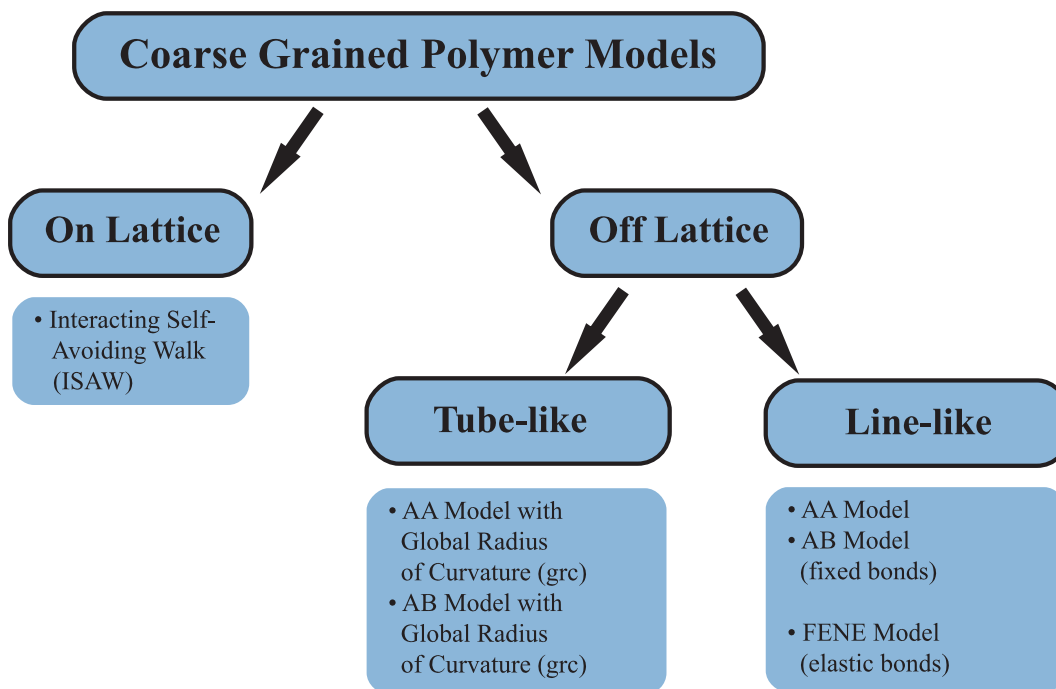 Coarse Grained Polymer Models
On Lattice
Off Lattice
• Interacting Self-
Avoiding Walk
(ISAW)
Tube-like
Line-like
• AA Model with
Global Radius
of Curvature (grc)
• AB Model with
Global Radius
of Curvature (grc)
• AA Model
• AB Model
(fixed bonds)
• FENE Model
(elastic bonds)